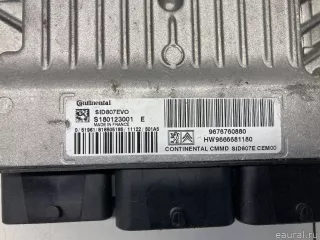 Continental
SID807EVO
S180123001 E
MADE IN FRANCE
9676760880
HW9666681180
CONTINENTAL CMMD SID807E CEM00
eaural.ru